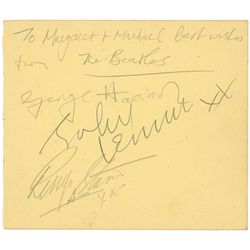 To Margaret + Michael best wishes
from The Beatles
George Harrison
John Lennon xx
Ringo Starr
xx